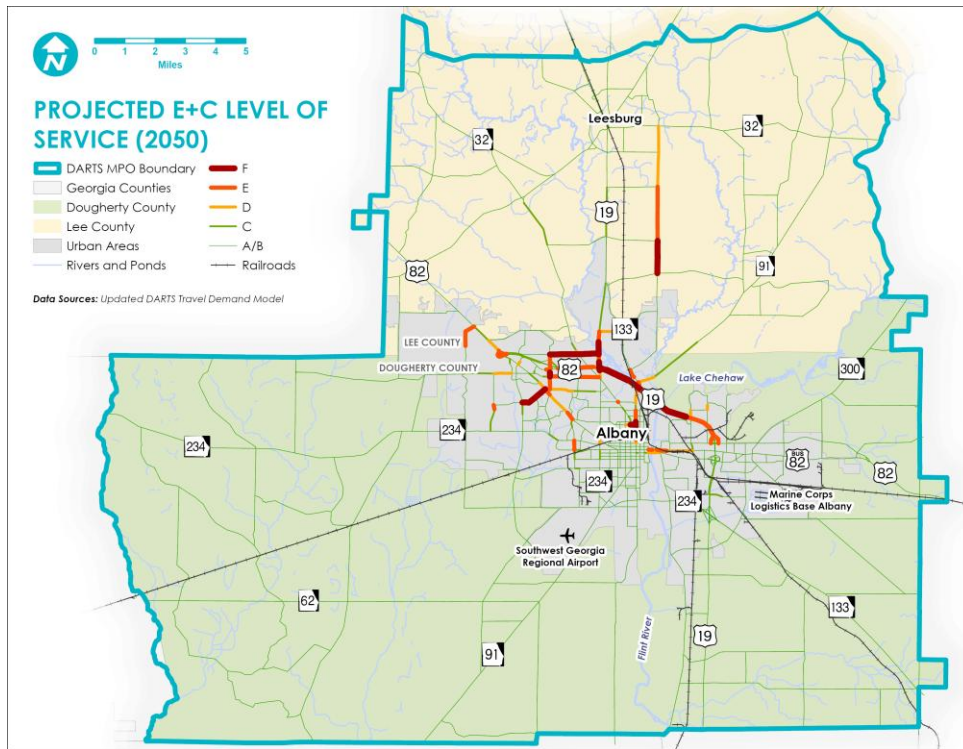 N
0 1 2 3 4 5
Miles
PROJECTED E+C LEVEL OF
SERVICE (2050)
DARTS MPO Boundary
Georgia Counties
Dougherty County
Lee County
Urban Areas
Rivers and Ponds
F
E
D
C
A/B
Railroads
Data Sources: Updated DARTS Travel Demand Model
Leesburg
32
32
19
82
91
133
LEE COUNTY
DOUGHERTY COUNTY
82
300
Lake Chehaw
19
234
Albany
234
BUS
82
82
234
234
Marine Corps
Logistics Base Albany
Southwest Georgia
Regional Airport
62
133
Flint River
19
91